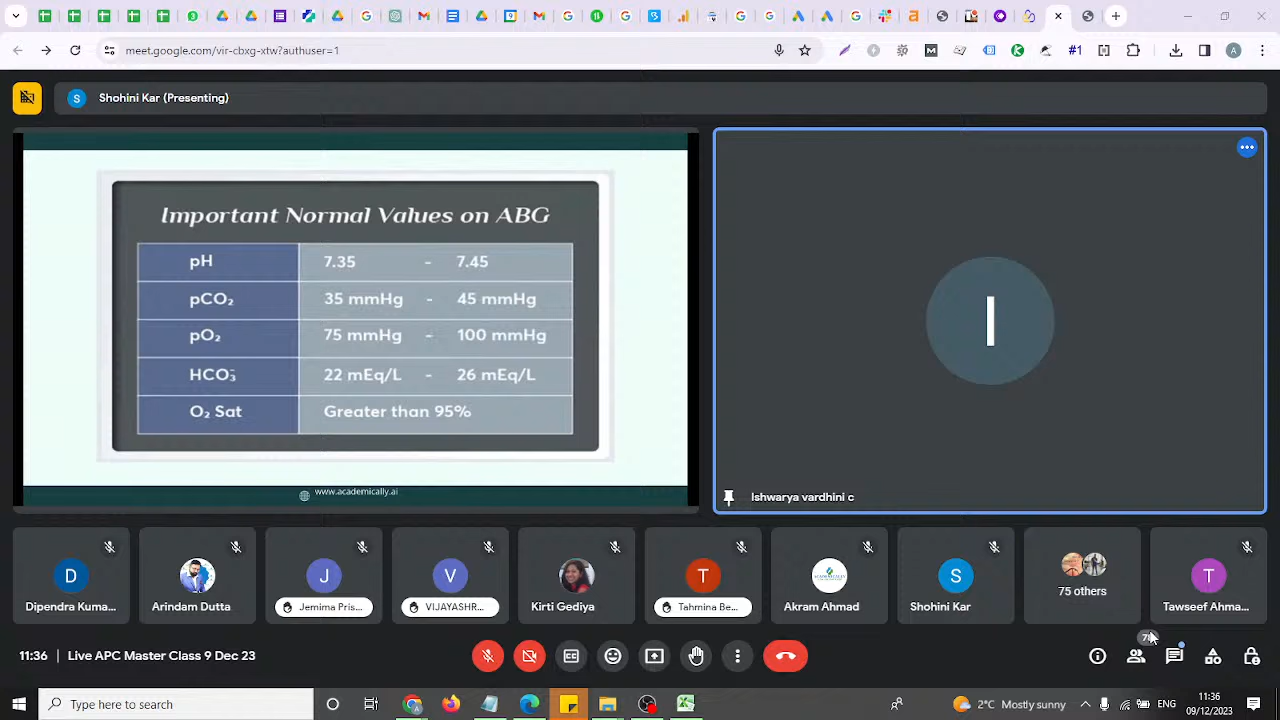 meet.google.com/vir-cbxg-xtw?authuser=1
#1
A
S Shohini Kar (Presenting)
Important Normal Values on ABG
pH 7.35 - 7.45
pCO₂ 35 mmHg - 45 mmHg
pO₂ 75 mmHg - 100 mmHg
HCO₃⁻ 22 mEq/L - 26 mEq/L
O₂ Sat Greater than 95%
www.academically.ai
I
Ishwarya vardhini c
D J V T S T
Dipendra Kuma... Arindam Dutta Jemima Pris... VIJAYASHR... Kirti Gediya Tahmina Be... Akram Ahmad Shohini Kar 75 others Tawseef Ahma...
11:36 | Live APC Master Class 9 Dec 23
Type here to search
2°C Mostly sunny ENG 11:36
09/12/2023